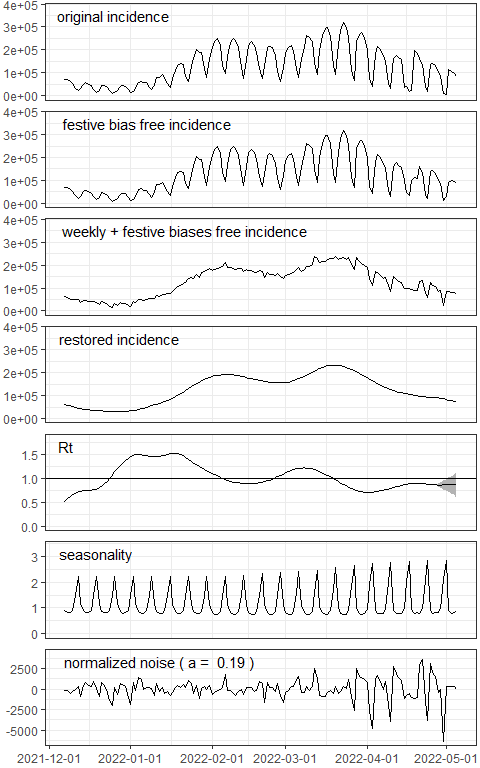 original incidence
4e+05
3e+05
2e+05
1e+05
0e+00
festive bias free incidence
4e+05
3e+05
2e+05
1e+05
0e+00
weekly + festive biases free incidence
4e+05
3e+05
2e+05
1e+05
0e+00
restored incidence
4e+05
3e+05
2e+05
1e+05
0e+00
Rt
1.5
1.0
0.5
0.0
seasonality
3
2
1
0
normalized noise ( a = 0.19 )
2500
0
-2500
-5000
2021-12-01 2022-01-01 2022-02-01 2022-03-01 2022-04-01 2022-05-01